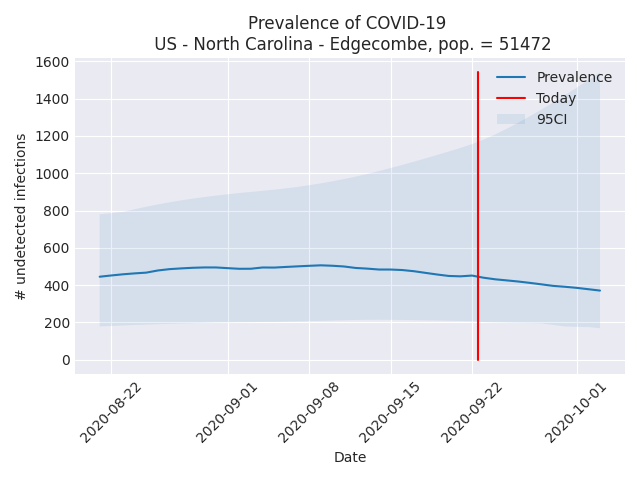 Prevalence of COVID-19
US - North Carolina - Edgecombe, pop. = 51472
1600
1400
1200
1000
800
600
400
200
0
# undetected infections
Prevalence
Today
95CI
2020-08-22
2020-09-01
2020-09-08
2020-09-15
2020-09-22
2020-10-01
Date